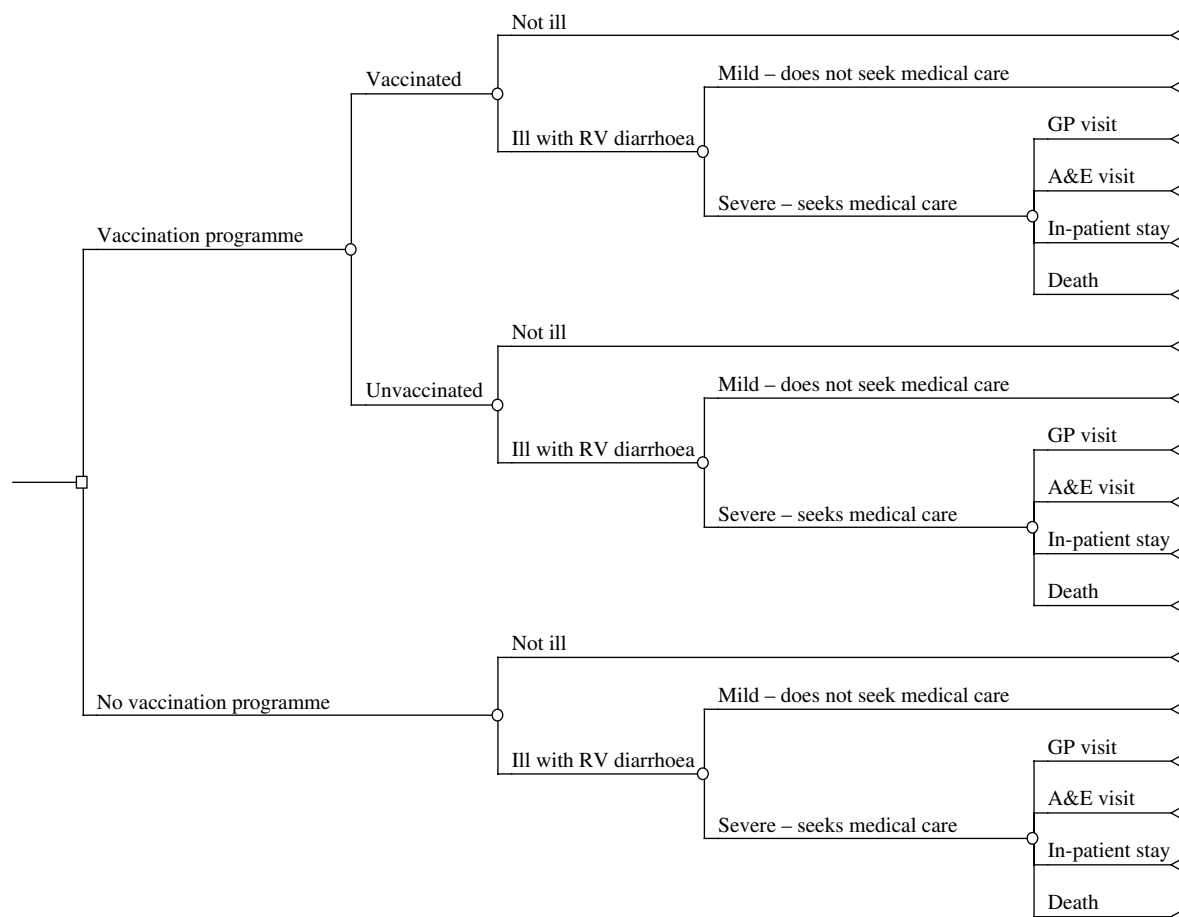 Not ill
Mild – does not seek medical care
Vaccinated
GP visit
Ill with RV diarrhoea
A&E visit
Severe – seeks medical care
In-patient stay
Vaccination programme
Death
Not ill
Mild – does not seek medical care
Unvaccinated
GP visit
Ill with RV diarrhoea
A&E visit
Severe – seeks medical care
In-patient stay
Death
Not ill
Mild – does not seek medical care
No vaccination programme
GP visit
Ill with RV diarrhoea
A&E visit
Severe – seeks medical care
In-patient stay
Death